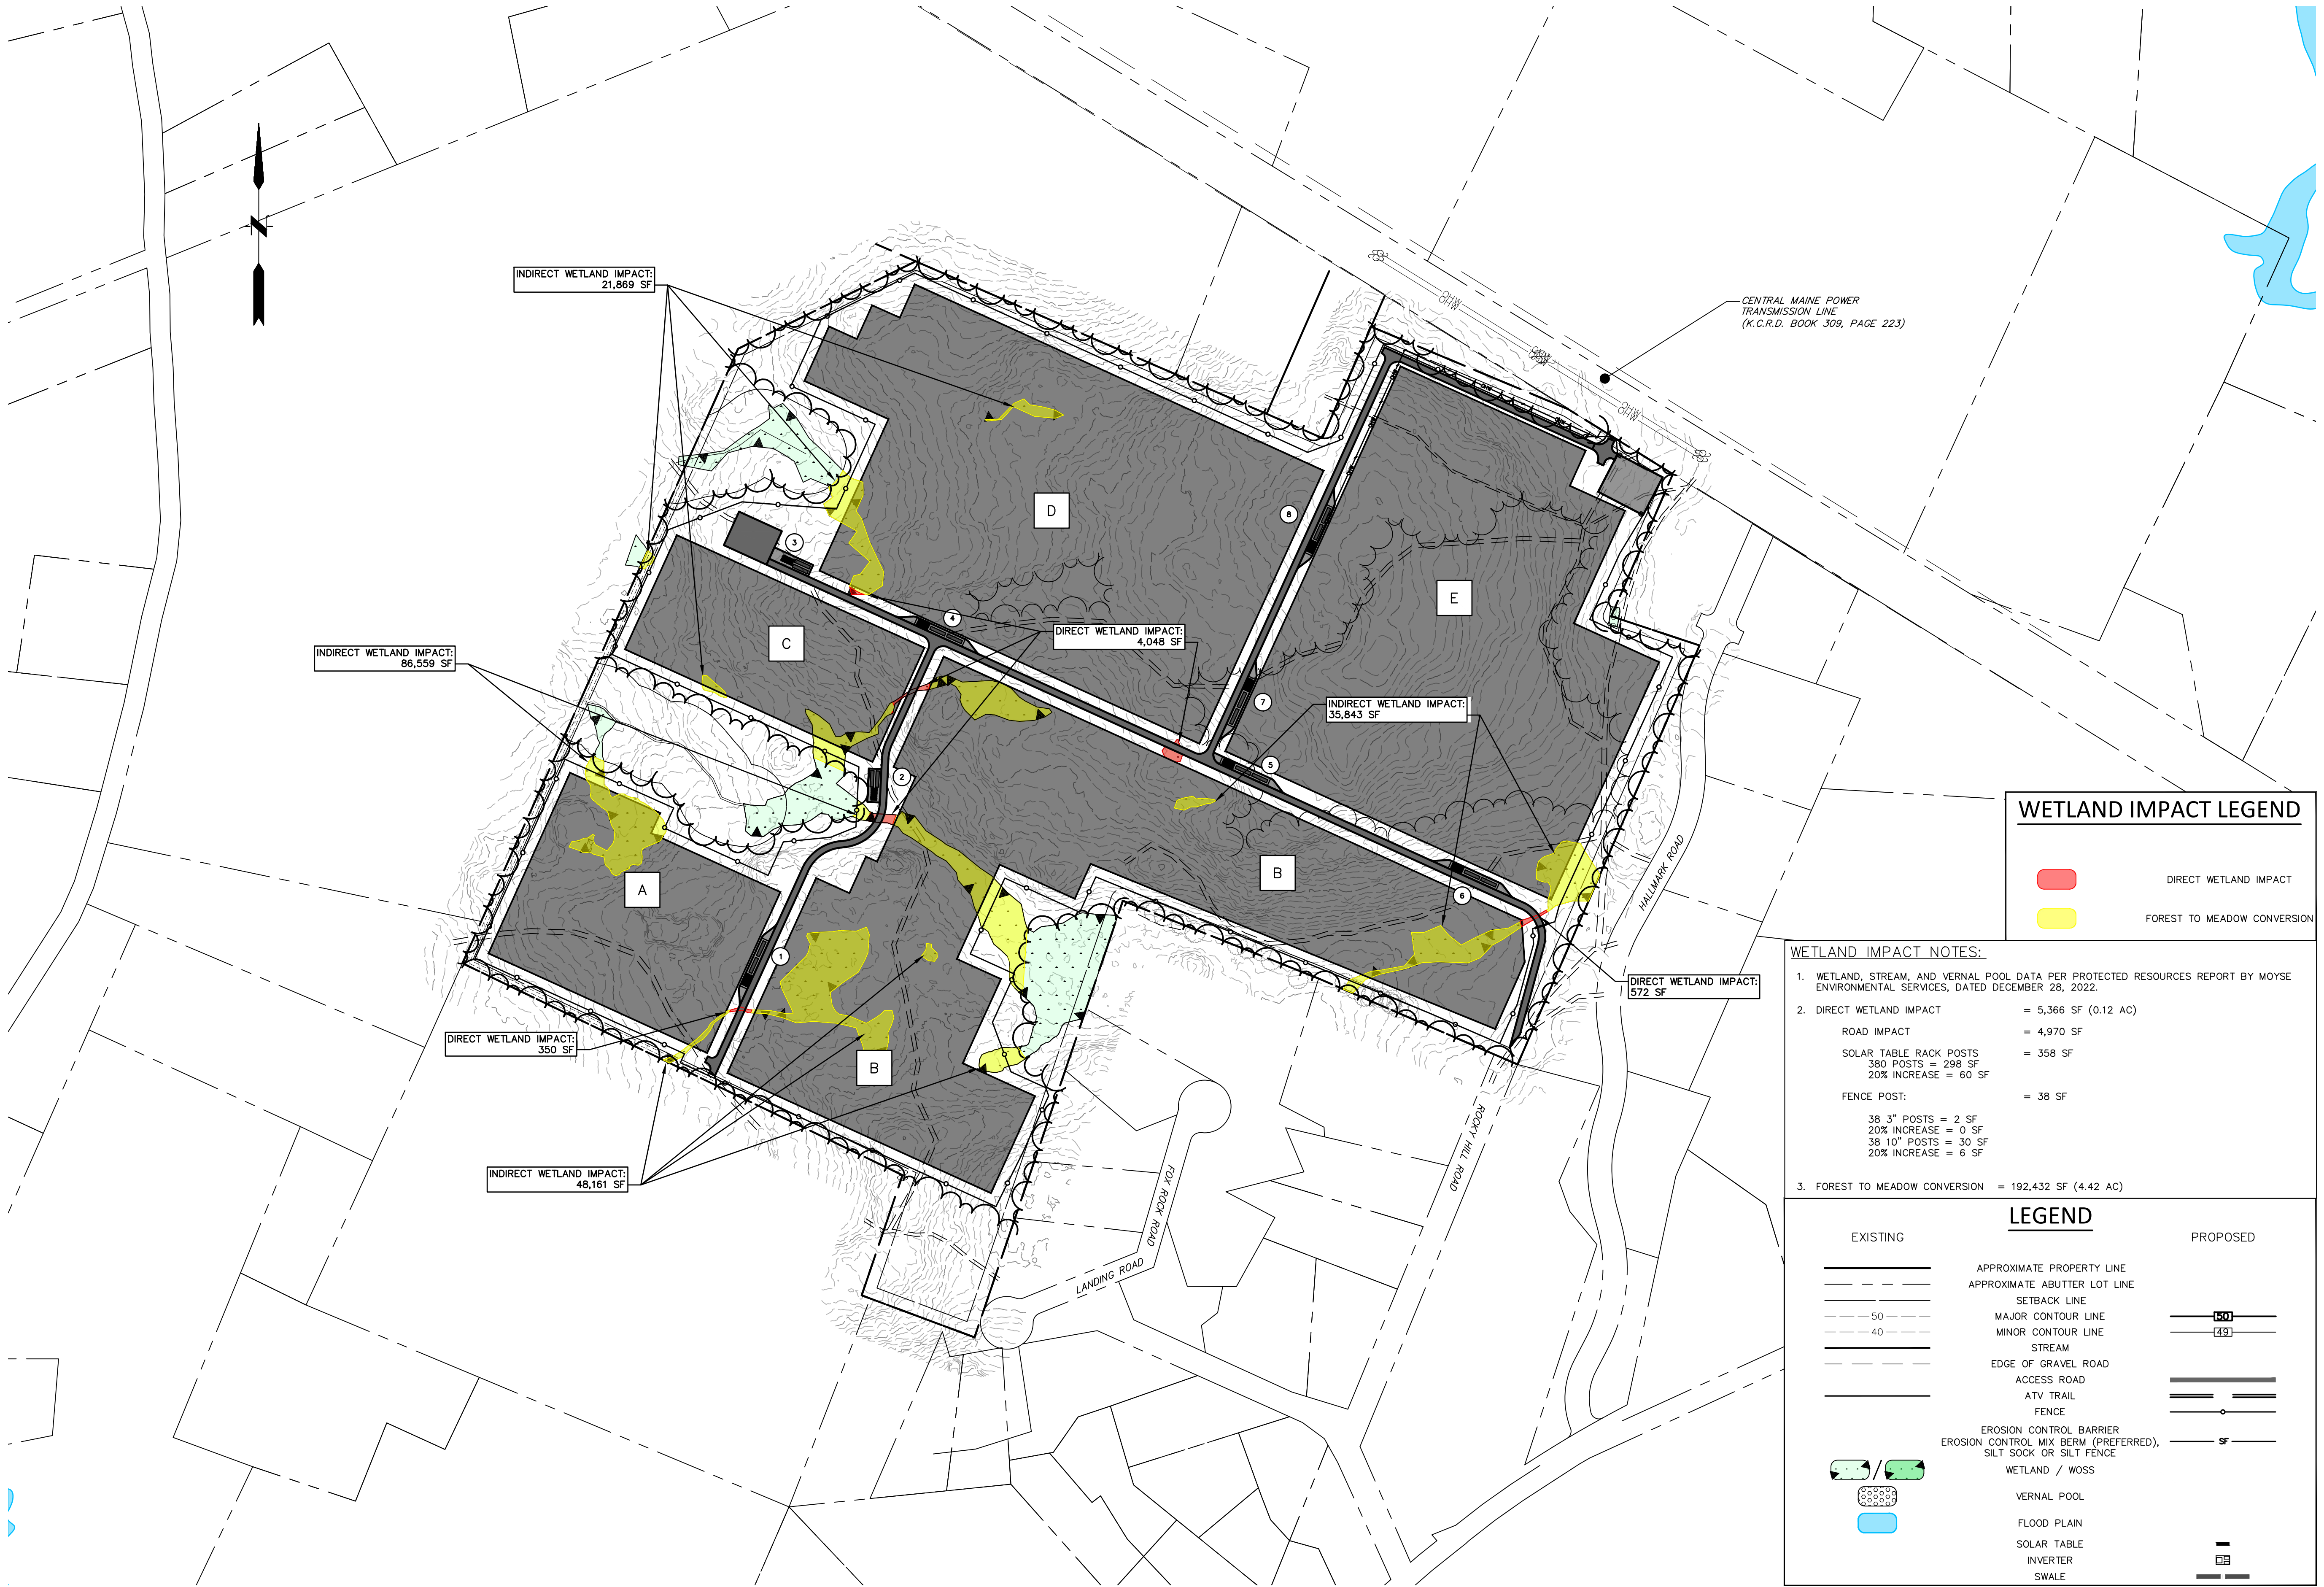 N
INDIRECT WETLAND IMPACT:
21,869 SF
CENTRAL MAINE POWER
TRANSMISSION LINE
(K.C.R.D. BOOK 309, PAGE 223)
OHW
OHW
OHW
OHW
OHW
OHW
D
8
3
E
4
C
DIRECT WETLAND IMPACT:
4,048 SF
INDIRECT WETLAND IMPACT:
86,559 SF
7
INDIRECT WETLAND IMPACT:
35,843 SF
5
2
A
B
6
HALLMARK ROAD
1
DIRECT WETLAND IMPACT:
572 SF
DIRECT WETLAND IMPACT:
350 SF
B
INDIRECT WETLAND IMPACT:
48,161 SF
ROCKY HILL ROAD
FOX ROCK ROAD
LANDING ROAD
WETLAND IMPACT LEGEND
DIRECT WETLAND IMPACT
FOREST TO MEADOW CONVERSION
WETLAND IMPACT NOTES:
1. WETLAND, STREAM, AND VERNAL POOL DATA PER PROTECTED RESOURCES REPORT BY MOYSE
ENVIRONMENTAL SERVICES, DATED DECEMBER 28, 2022.
2. DIRECT WETLAND IMPACT = 5,366 SF (0.12 AC)
ROAD IMPACT = 4,970 SF
SOLAR TABLE RACK POSTS = 358 SF
380 POSTS = 298 SF
20% INCREASE = 60 SF
FENCE POST: = 38 SF
38 3" POSTS = 2 SF
20% INCREASE = 0 SF
38 10" POSTS = 30 SF
20% INCREASE = 6 SF
3. FOREST TO MEADOW CONVERSION = 192,432 SF (4.42 AC)
LEGEND
EXISTING PROPOSED
APPROXIMATE PROPERTY LINE
APPROXIMATE ABUTTER LOT LINE
SETBACK LINE
50 MAJOR CONTOUR LINE 50
40 MINOR CONTOUR LINE 49
STREAM
EDGE OF GRAVEL ROAD
ACCESS ROAD
ATV TRAIL
FENCE
EROSION CONTROL BARRIER
EROSION CONTROL MIX BERM (PREFERRED), SF
SILT SOCK OR SILT FENCE
/ WETLAND / WOSS
VERNAL POOL
FLOOD PLAIN
SOLAR TABLE
INVERTER
SWALE